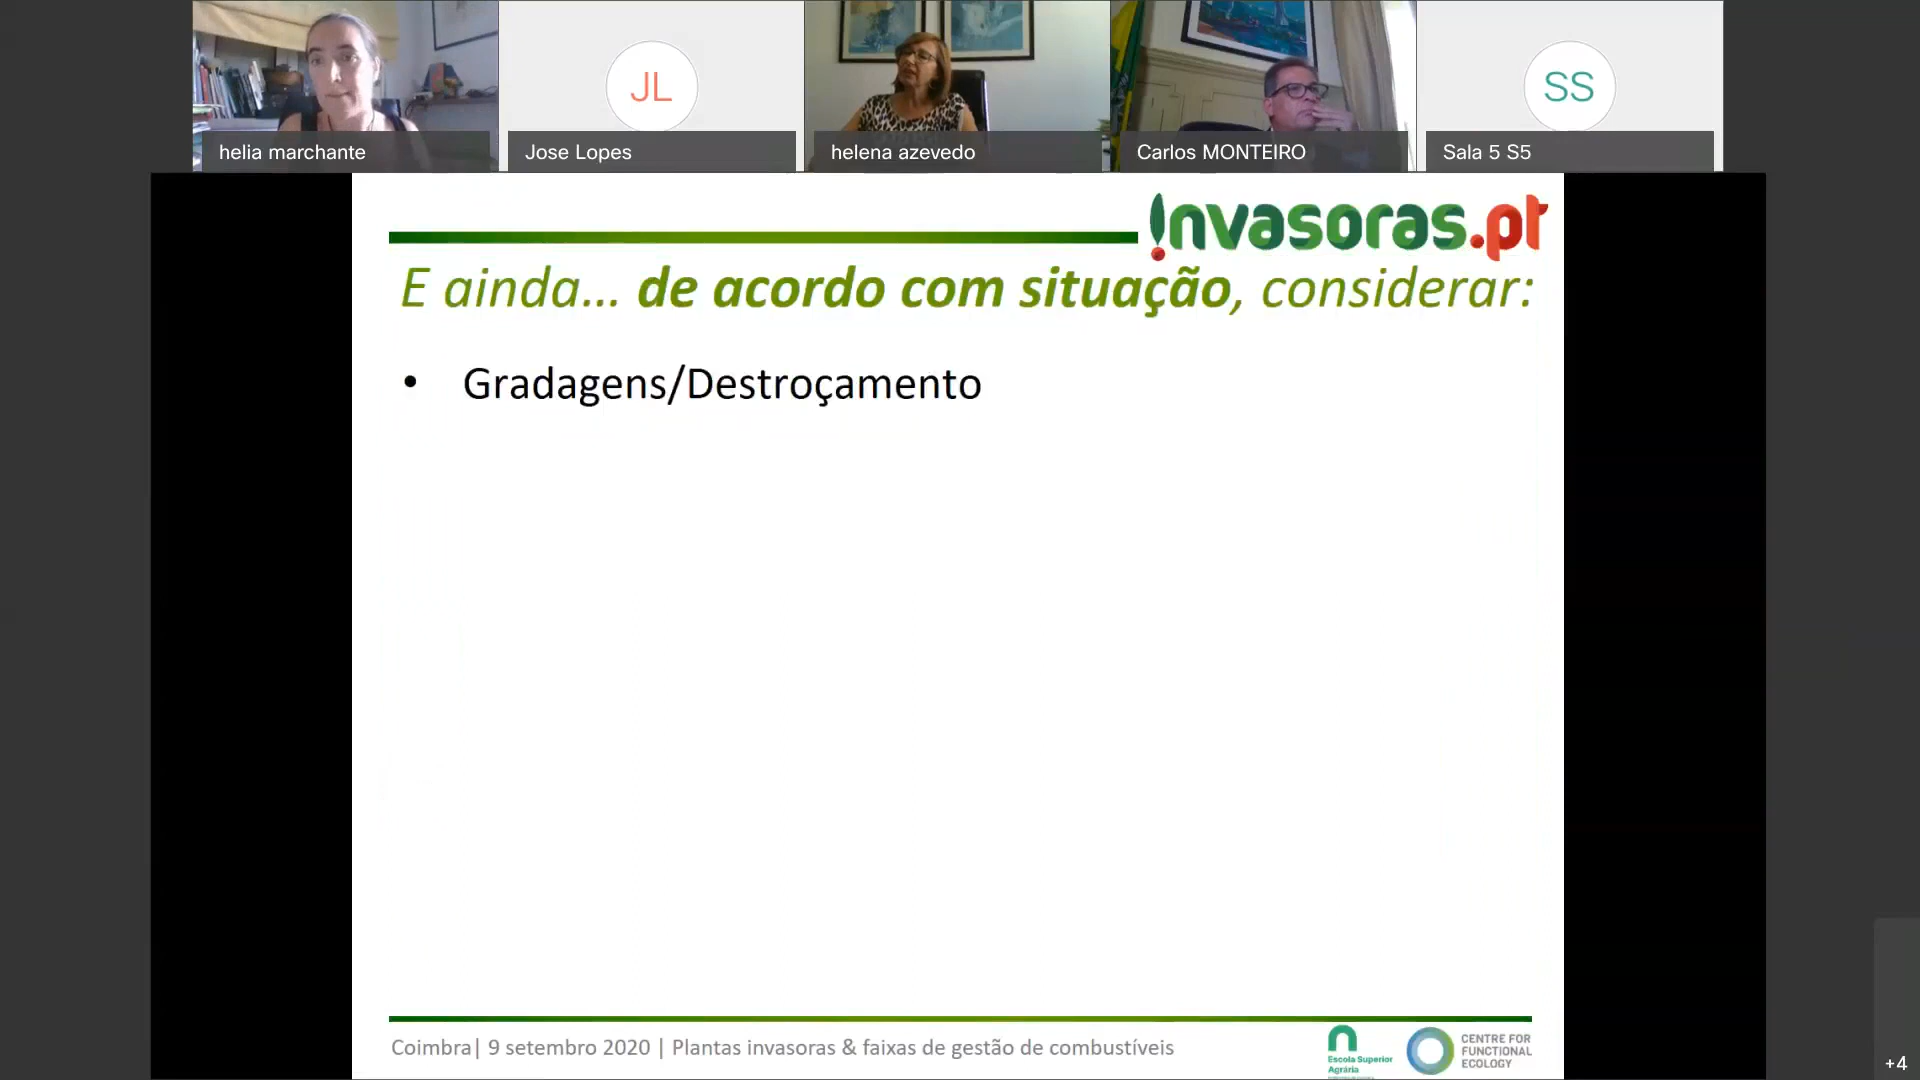 helia marchante
JL
Jose Lopes
helena azevedo
Carlos MONTEIRO
SS
Sala 5 S5
invasoras.pt
E ainda... de acordo com situação, considerar:
• Gradagens/Destroçamento
Coimbra| 9 setembro 2020 | Plantas invasoras & faixas de gestão de combustíveis
Escola Superior
Agrária
CENTRE FOR
FUNCTIONAL
ECOLOGY
+4